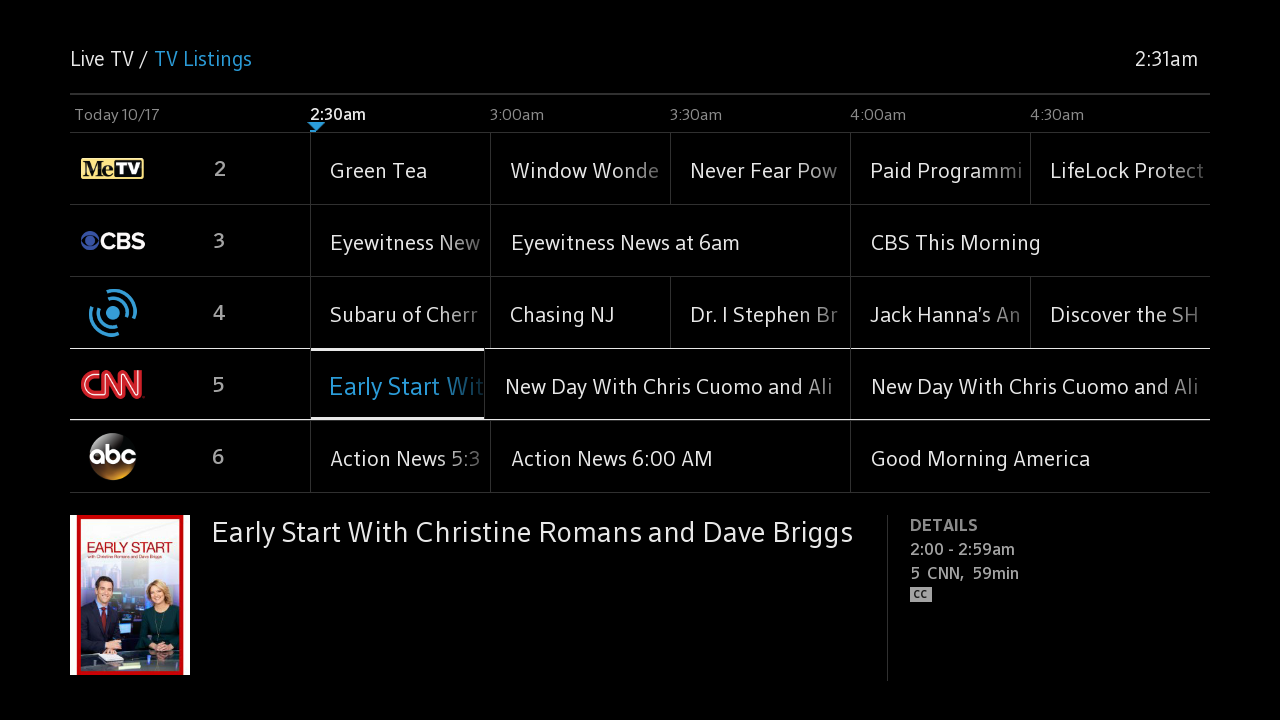 Live TV / TV Listings 2:31am
Today 10/17 2:30am 3:00am 3:30am 4:00am 4:30am
MeTV 2 Green Tea Window Wonde Never Fear Pow Paid Programmi LifeLock Protect
CBS 3 Eyewitness New Eyewitness News at 6am CBS This Morning
4 Subaru of Cherr Chasing NJ Dr. I Stephen Br Jack Hanna's An Discover the SH
CNN 5 Early Start Wit New Day With Chris Cuomo and Ali New Day With Chris Cuomo and Ali
abc 6 Action News 5:3 Action News 6:00 AM Good Morning America
EARLY START
with Christine Romans and Dave Briggs
Early Start With Christine Romans and Dave Briggs
DETAILS
2:00 - 2:59am
5 CNN, 59min
CC